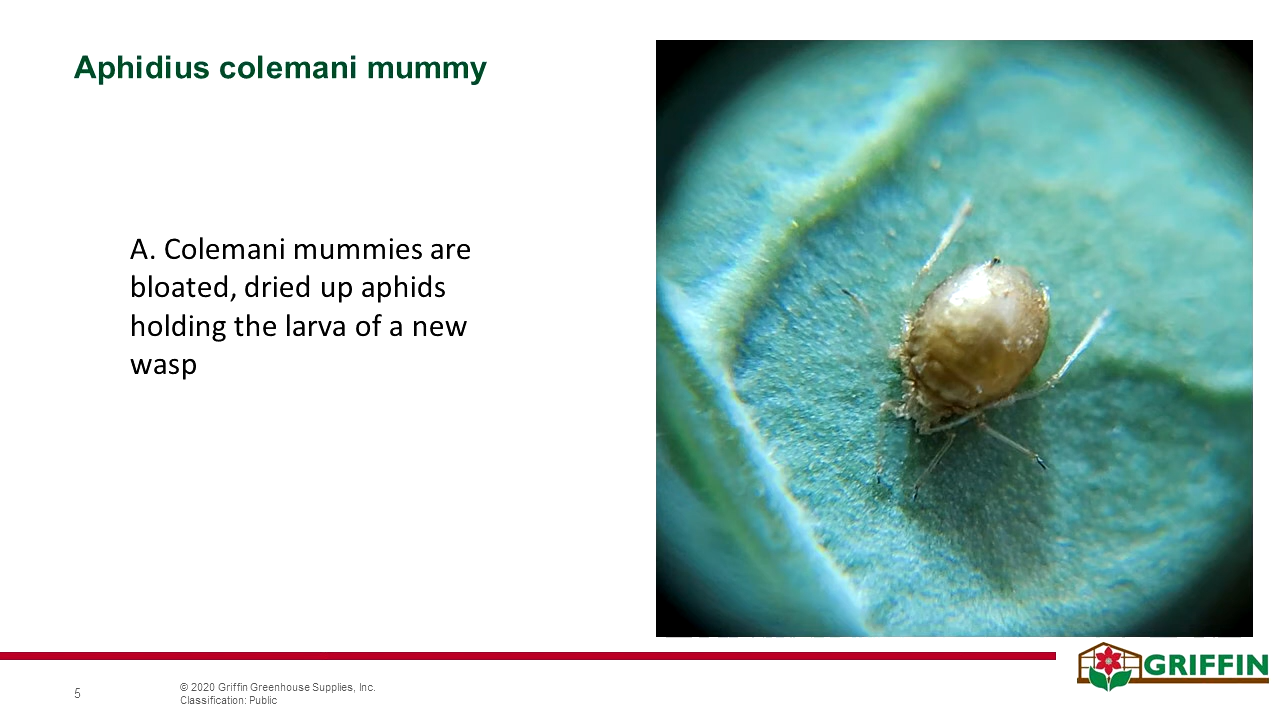 Aphidius colemani mummy
A. Colemani mummies are
bloated, dried up aphids
holding the larva of a new
wasp
GRIFFIN
5
© 2020 Griffin Greenhouse Supplies, Inc.
Classification: Public